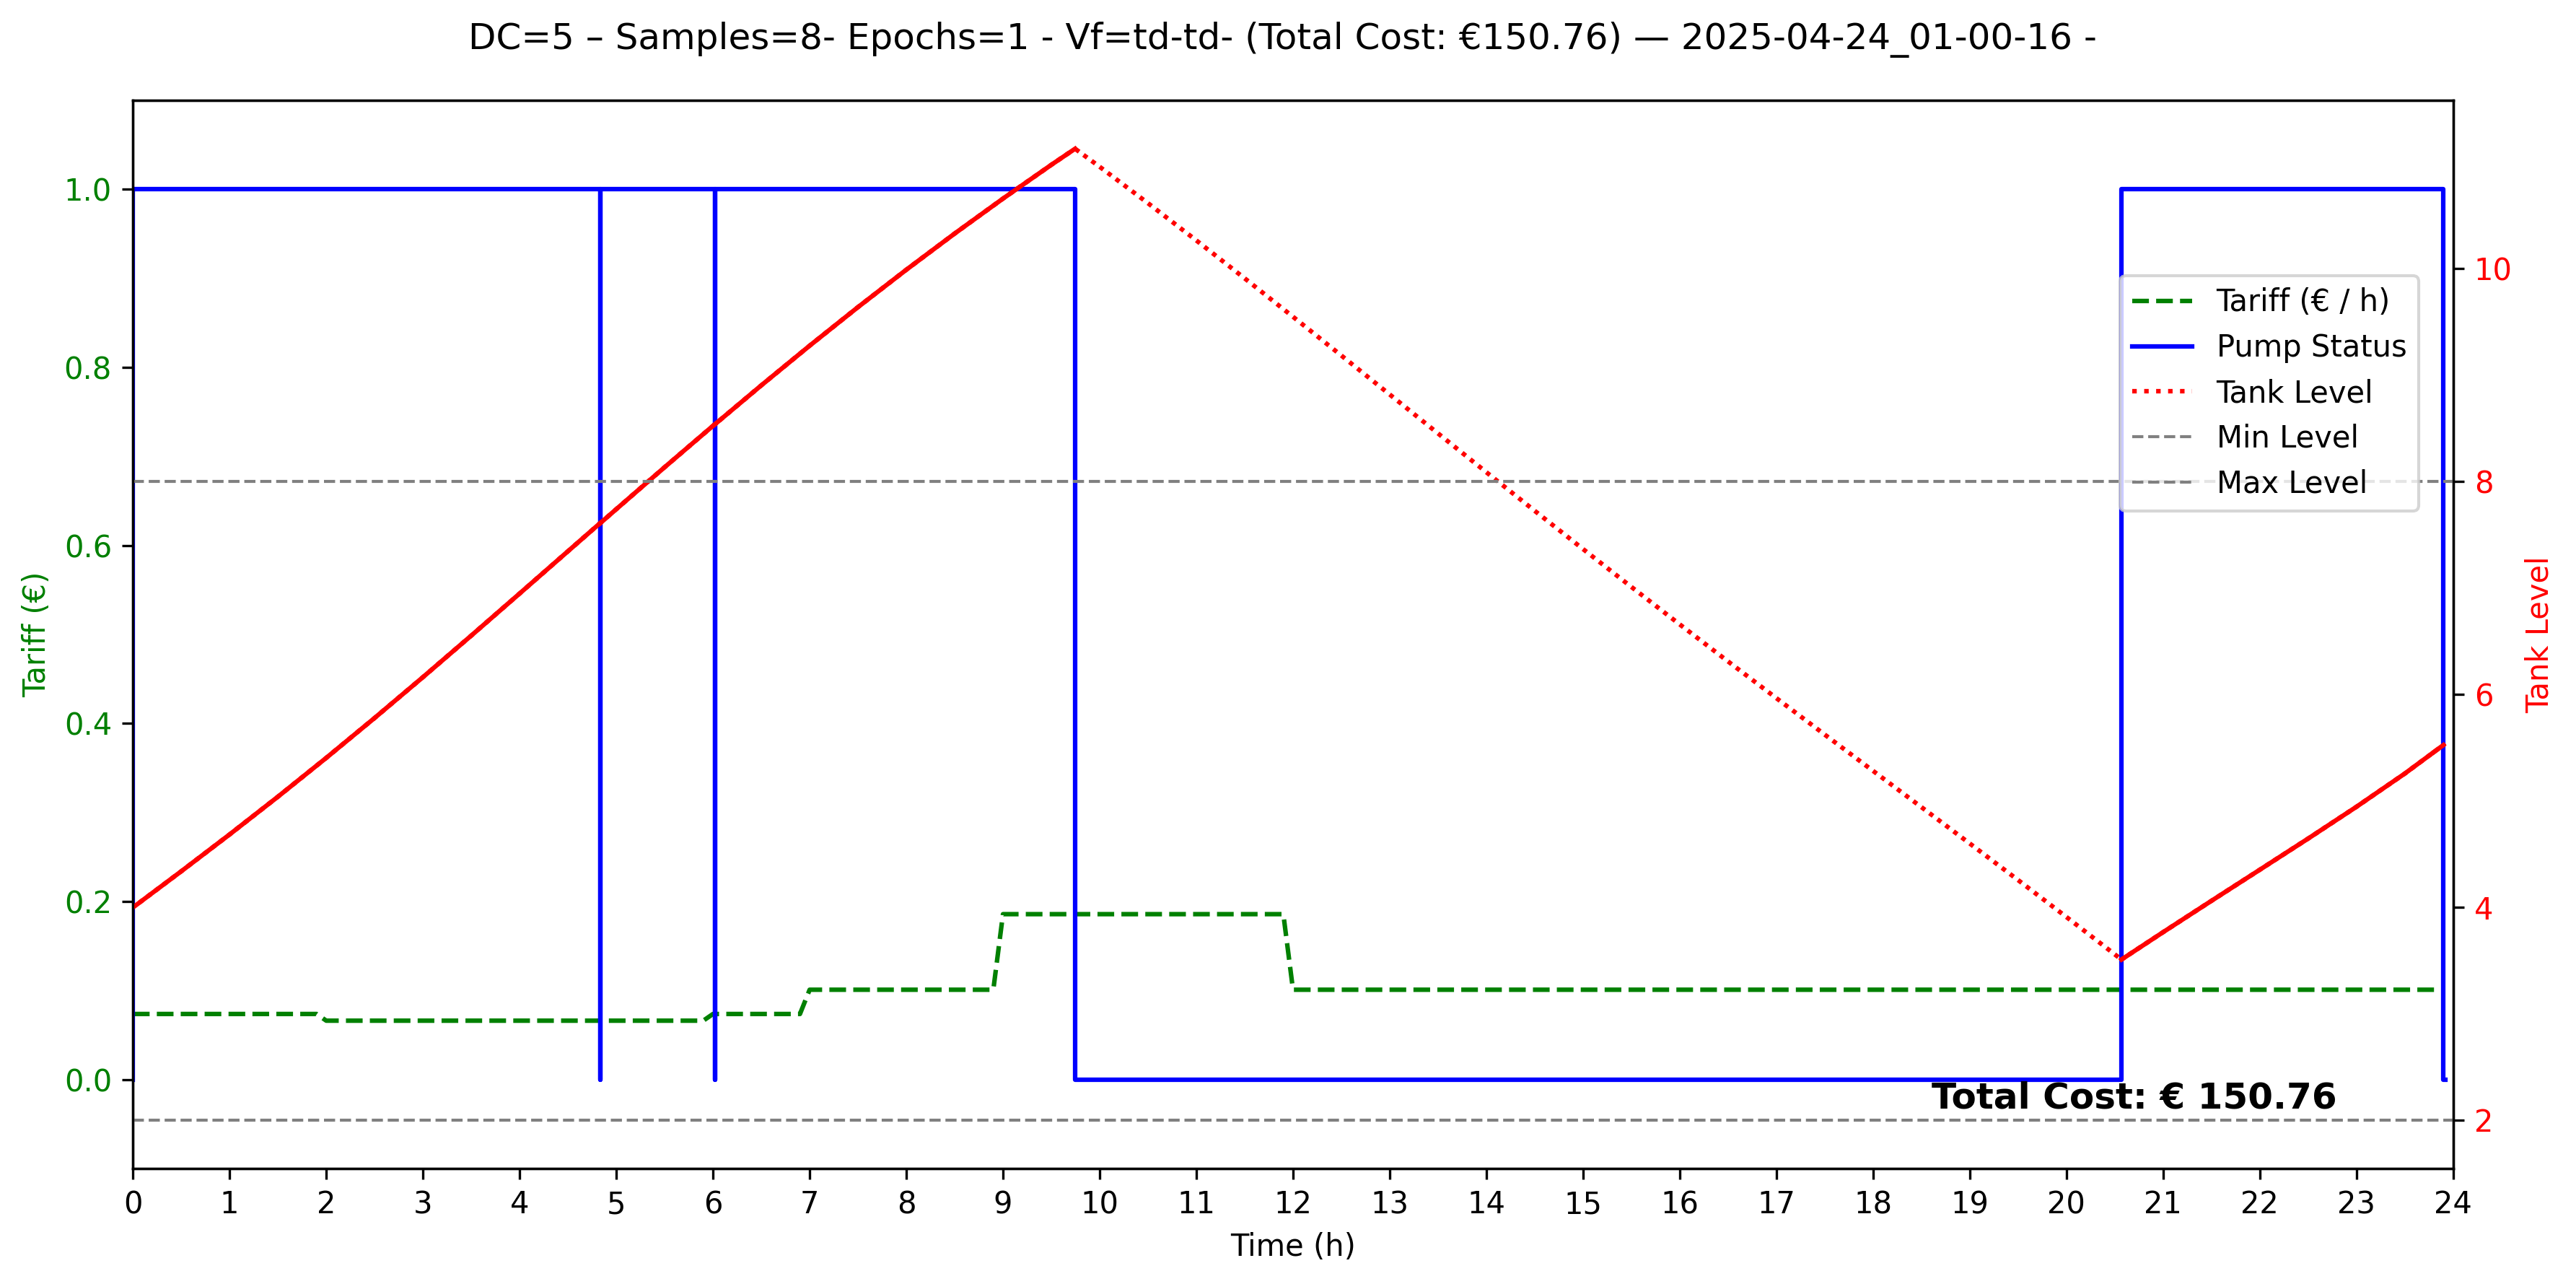 DC=5 – Samples=8- Epochs=1 - Vf=td-td- (Total Cost: €150.76) — 2025-04-24_01-00-16 -
1.0
0.8
0.6
0.4
0.2
0.0
Tariff (€)
10
8
6
4
2
Tank Level
Tariff (€ / h)
Pump Status
Tank Level
Min Level
Max Level
Total Cost: € 150.76
0 1 2 3 4 5 6 7 8 9 10 11 12 13 14 15 16 17 18 19 20 21 22 23 24
Time (h)